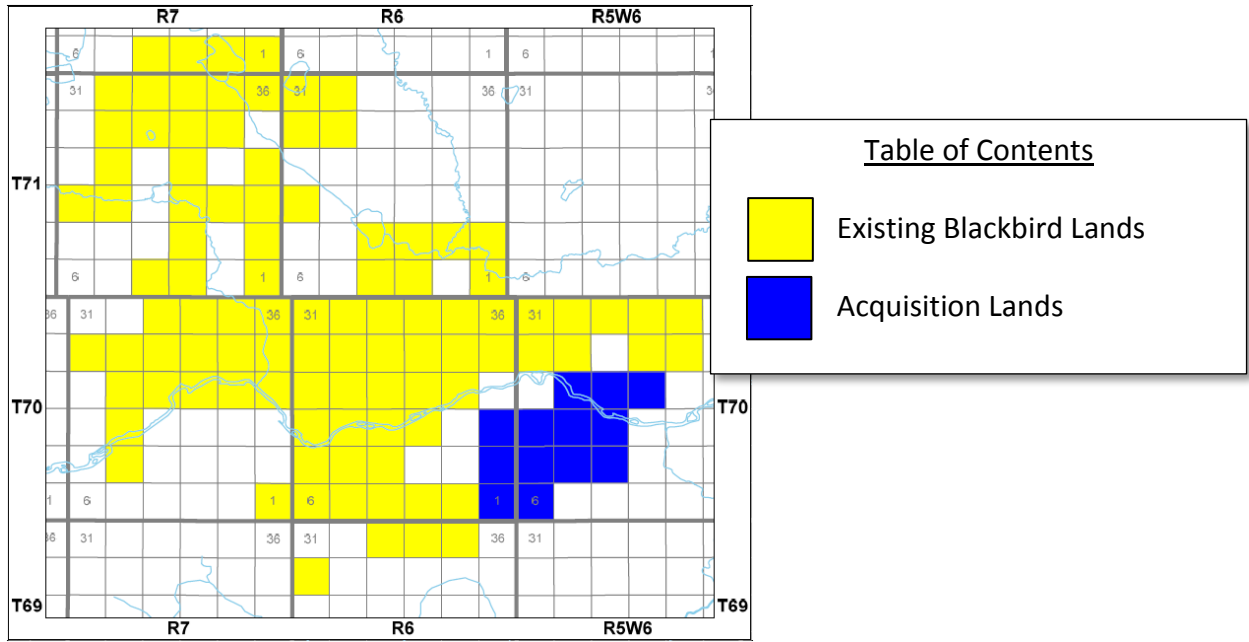 R7 R6 R5W6
6 1 6 1 6 1
31 36 31 36 31 3
T71
6 1 6 1 6
36 31 36 31 36 31
T70 T70
1 6 1 6 1 6
36 31 36 31 36 31
T69 T69
R7 R6 R5W6
Table of Contents
Existing Blackbird Lands
Acquisition Lands